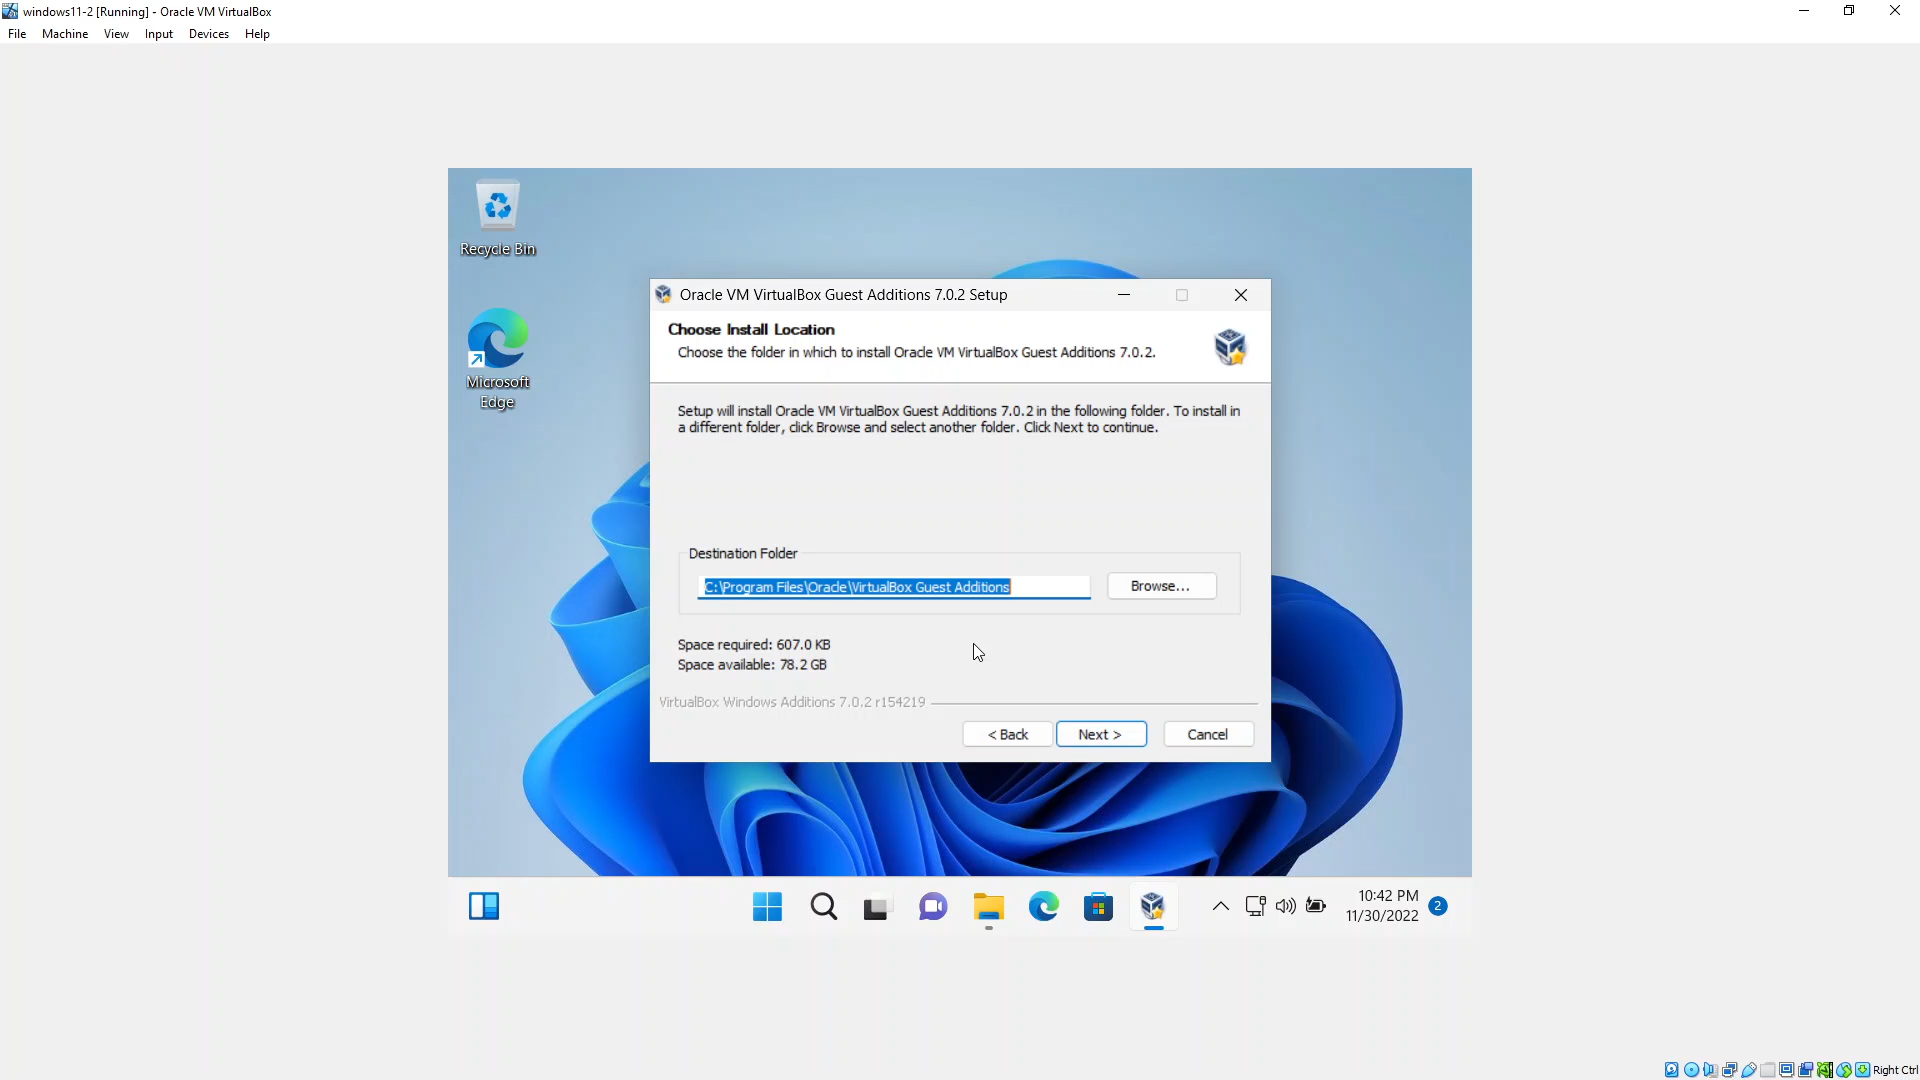 windows11-2 [Running] - Oracle VM VirtualBox
File Machine View Input Devices Help
Recycle Bin
Microsoft
Edge
Oracle VM VirtualBox Guest Additions 7.0.2 Setup
Choose Install Location
Choose the folder in which to install Oracle VM VirtualBox Guest Additions 7.0.2.
Setup will install Oracle VM VirtualBox Guest Additions 7.0.2 in the following folder. To install in
a different folder, click Browse and select another folder. Click Next to continue.
Destination Folder
C:\Program Files\Oracle\VirtualBox Guest Additions
Browse...
Space required: 607.0 KB
Space available: 78.2 GB
VirtualBox Windows Additions 7.0.2 r154219
< Back Next > Cancel
10:42 PM
11/30/2022
2
Right Ctrl